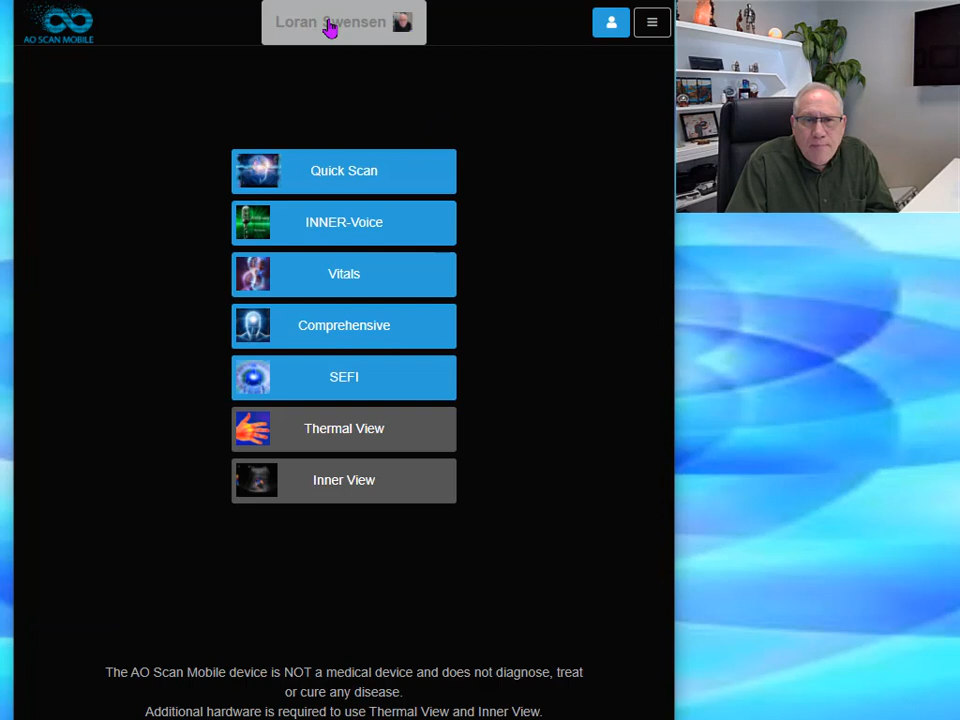 AO SCAN MOBILE
Loran Swensen
Quick Scan
INNER-Voice
Vitals
Comprehensive
SEFI
Thermal View
Inner View
The AO Scan Mobile device is NOT a medical device and does not diagnose, treat
or cure any disease.
Additional hardware is required to use Thermal View and Inner View.